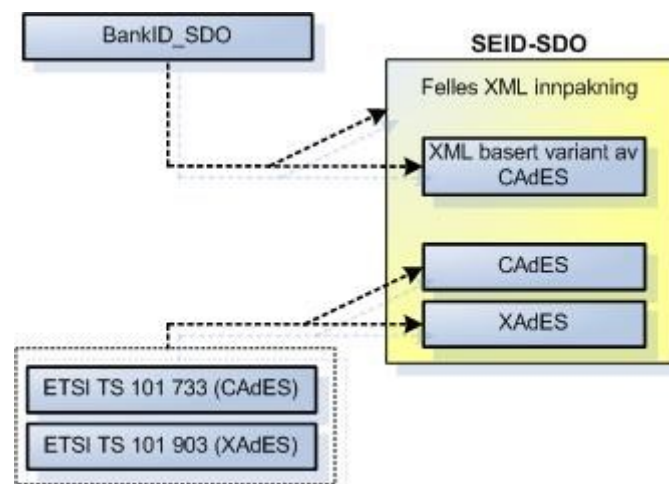 BankID_SDO
SEID-SDO
Felles XML innpakning
XML basert variant av
CAdES
CAdES
XAdES
ETSI TS 101 733 (CAdES)
ETSI TS 101 903 (XAdES)